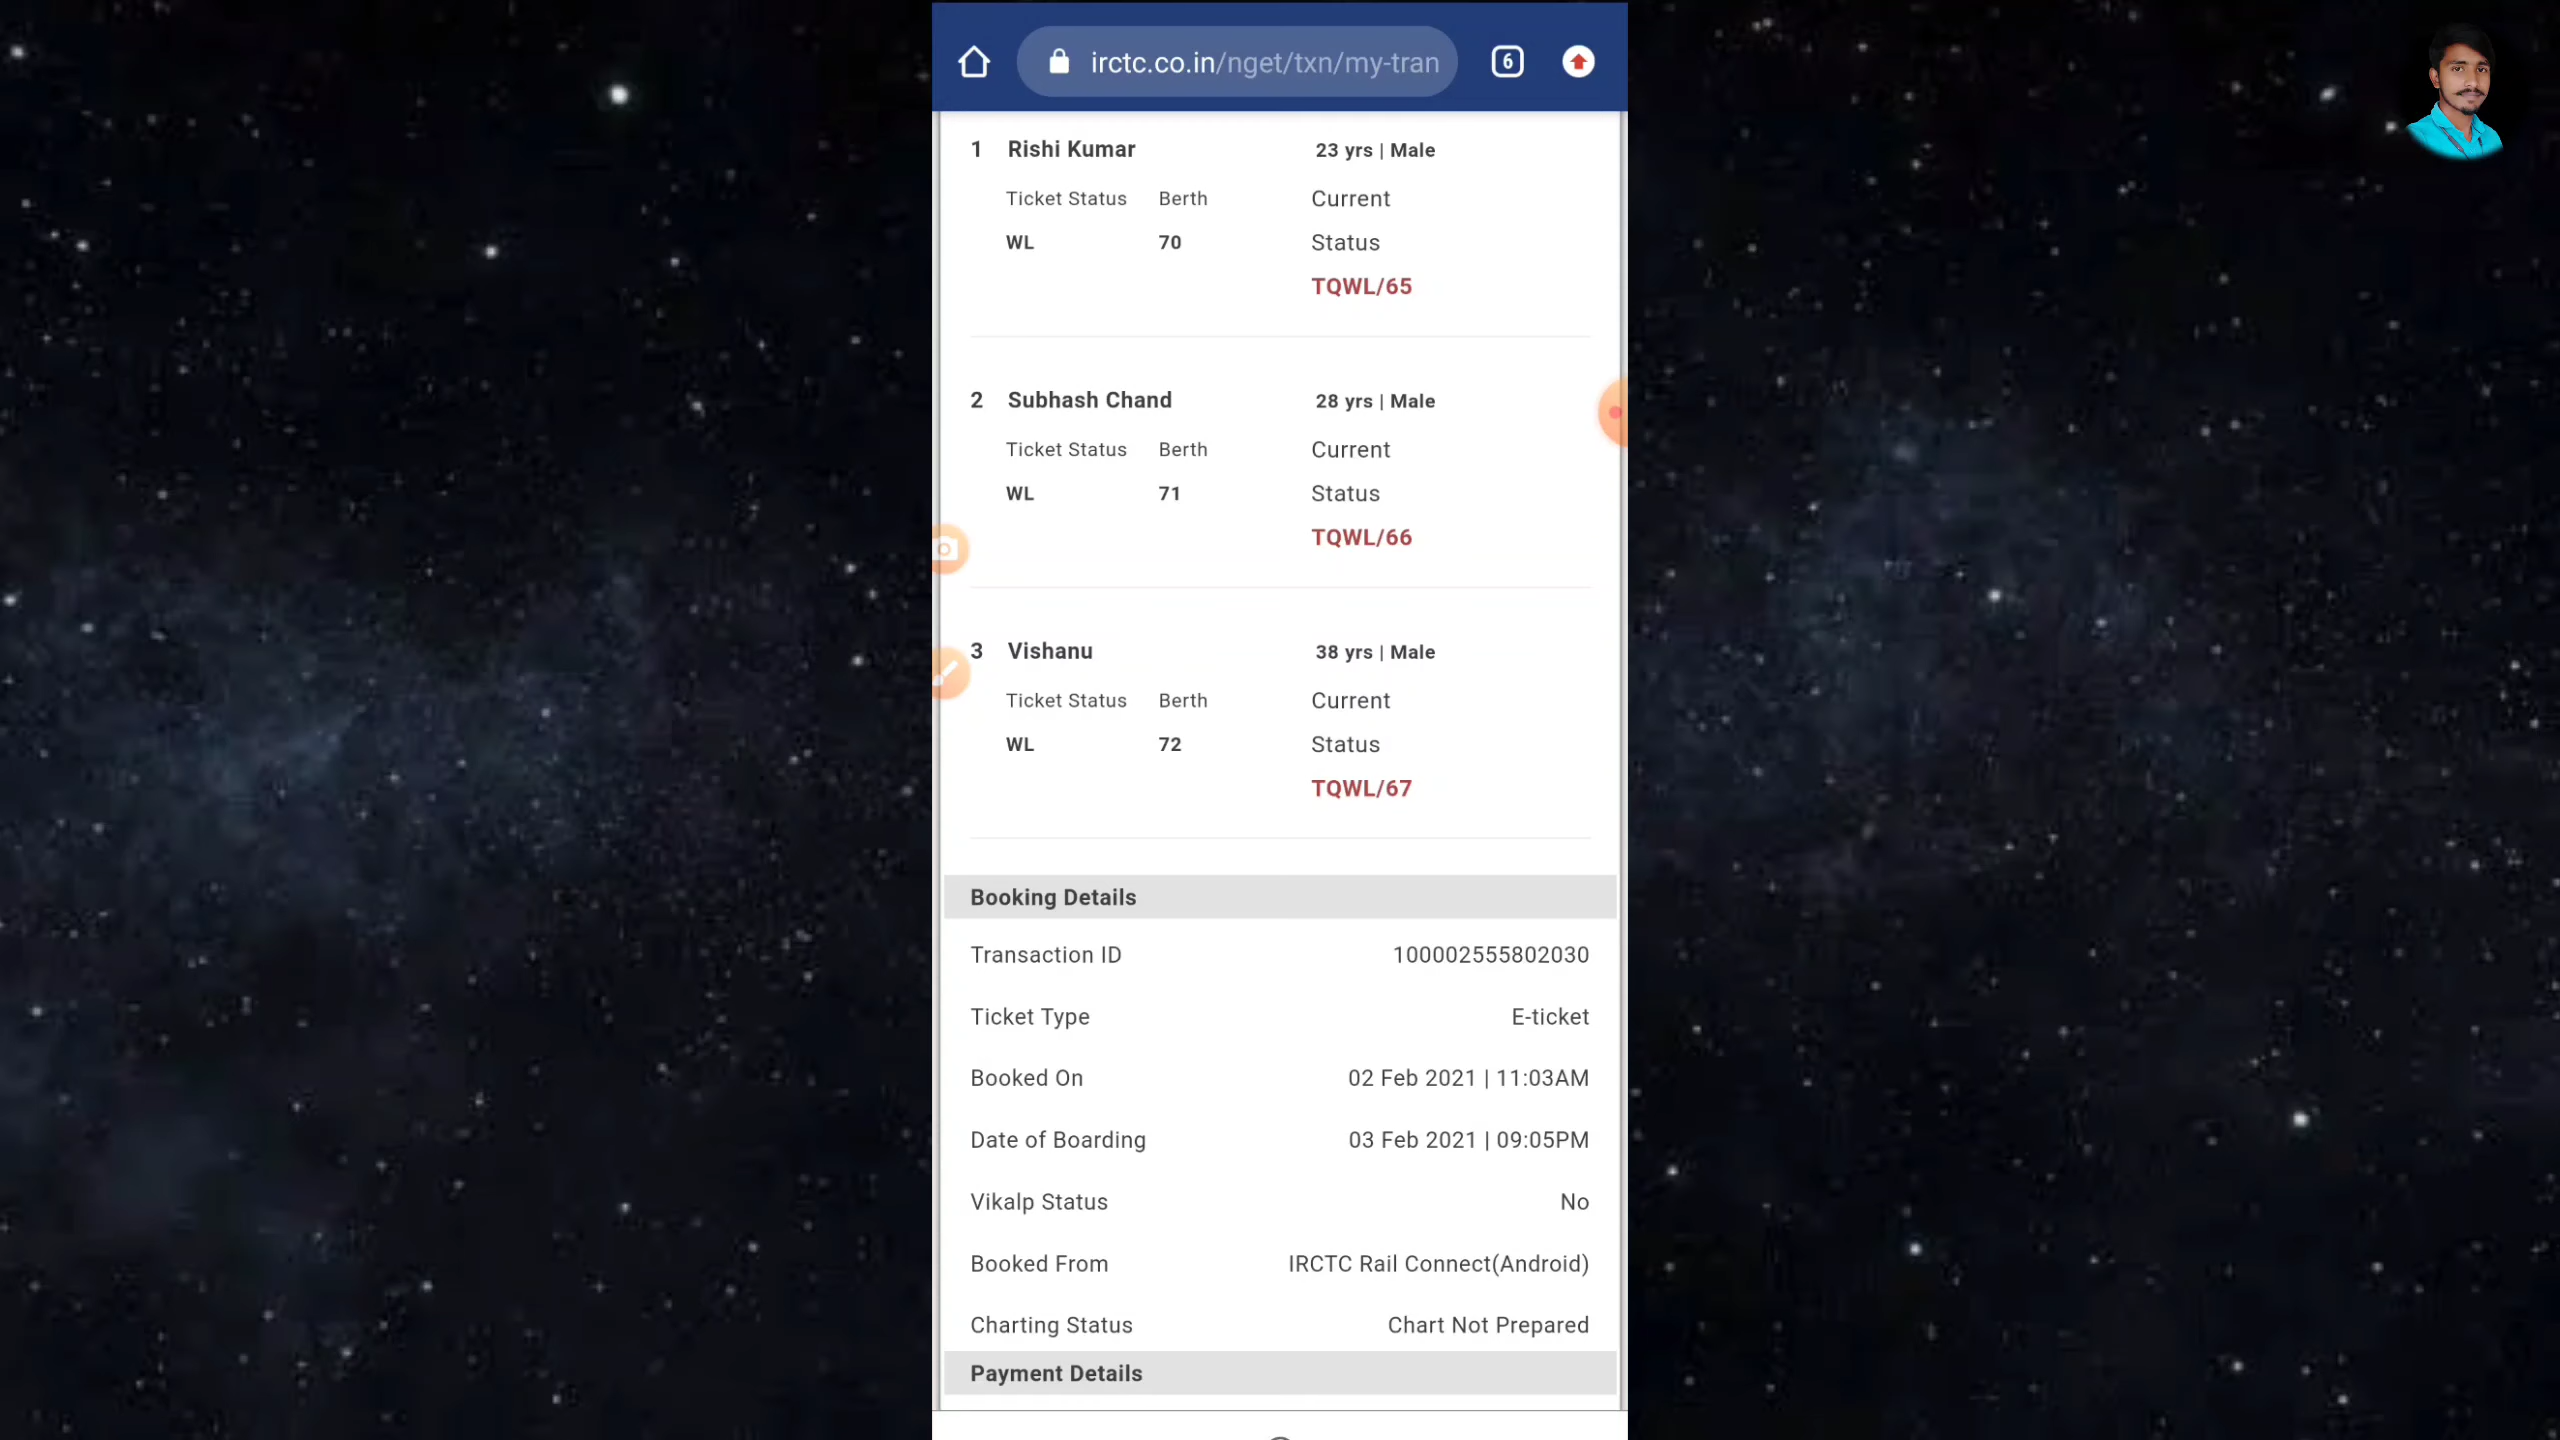 irctc.co.in/nget/txn/my-tran 6
1 Rishi Kumar 23 yrs | Male
Ticket Status Berth Current
WL 70 Status
TQWL/65
2 Subhash Chand 28 yrs | Male
Ticket Status Berth Current
WL 71 Status
TQWL/66
3 Vishanu 38 yrs | Male
Ticket Status Berth Current
WL 72 Status
TQWL/67
Booking Details
Transaction ID 100002555802030
Ticket Type E-ticket
Booked On 02 Feb 2021 | 11:03AM
Date of Boarding 03 Feb 2021 | 09:05PM
Vikalp Status No
Booked From IRCTC Rail Connect(Android)
Charting Status Chart Not Prepared
Payment Details